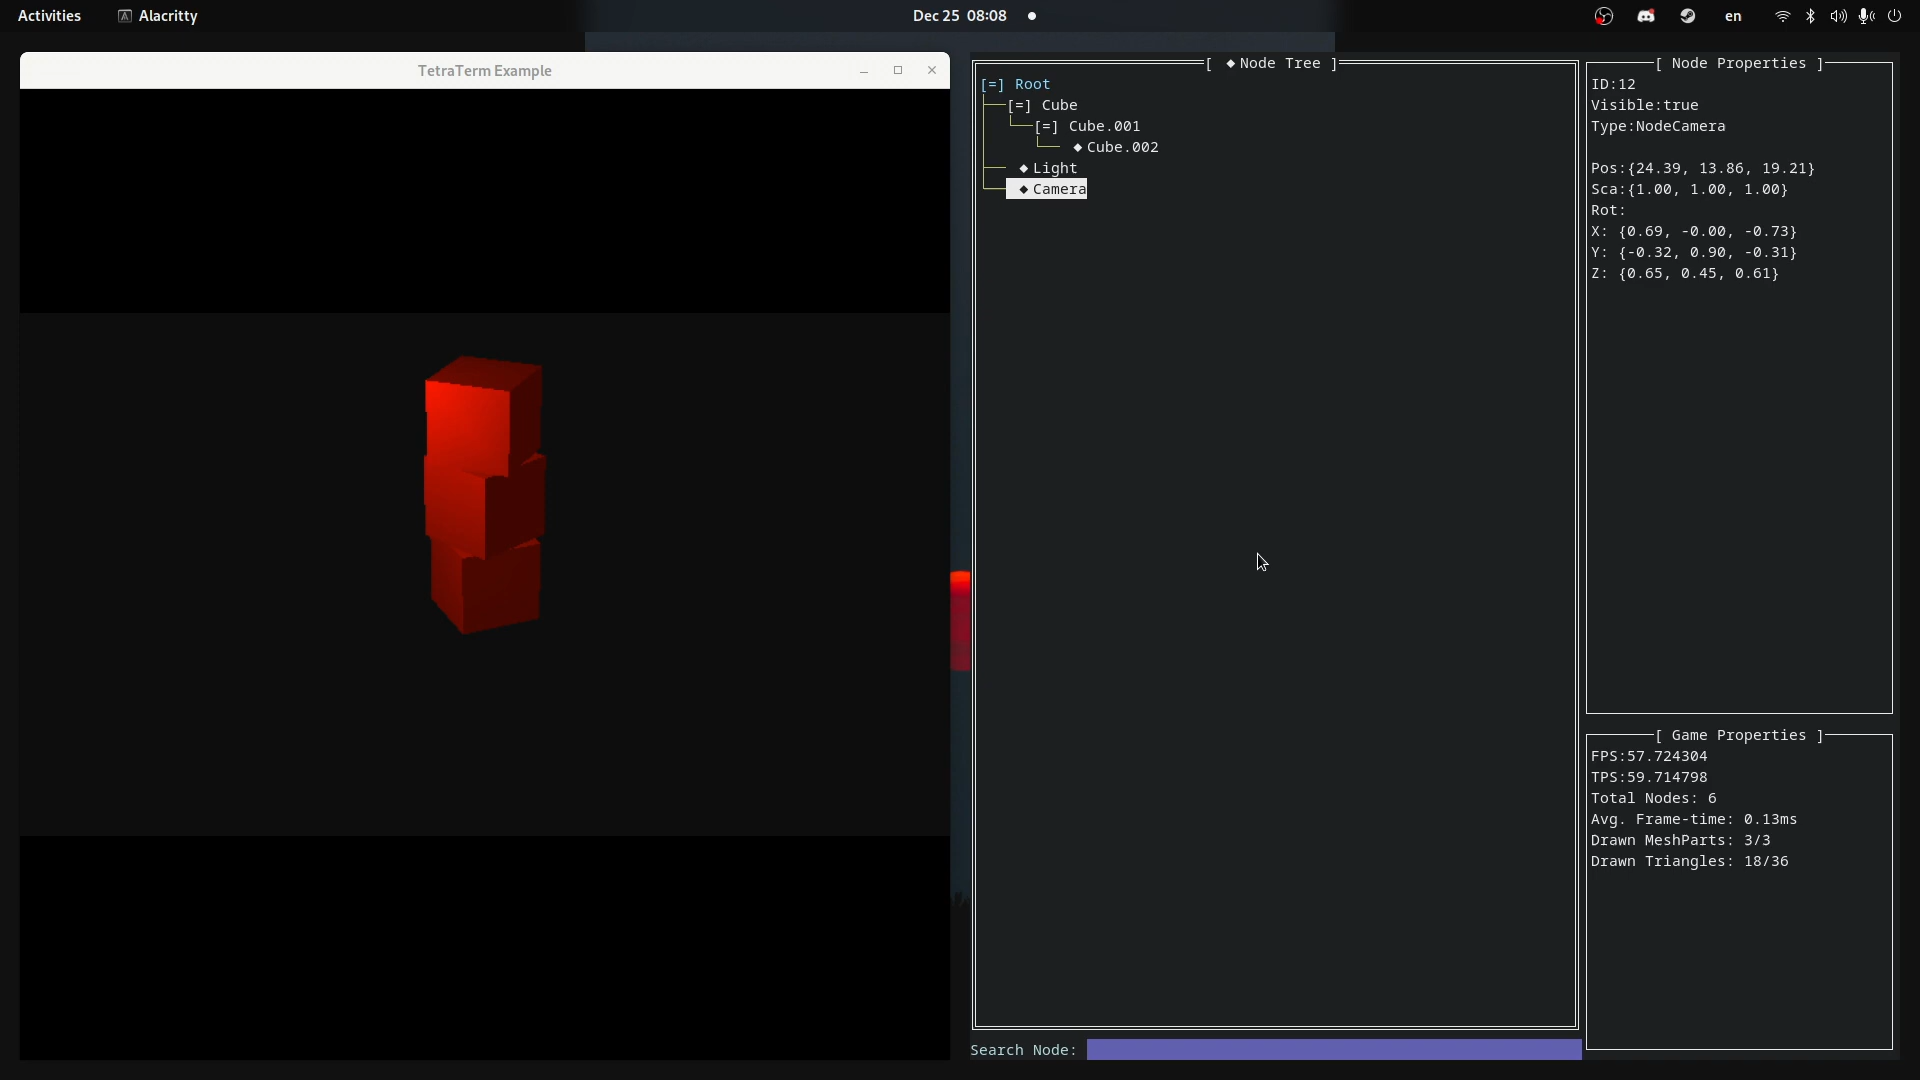 Activities Alacritty Dec 25 08:08 en
TetraTerm Example
[ ◆Node Tree ]
[=] Root
[=] Cube
[=] Cube.001
◆Cube.002
◆Light
◆Camera
Search Node:
[ Node Properties ]
ID:12
Visible:true
Type:NodeCamera
Pos:{24.39, 13.86, 19.21}
Sca:{1.00, 1.00, 1.00}
Rot:
X: {0.69, -0.00, -0.73}
Y: {-0.32, 0.90, -0.31}
Z: {0.65, 0.45, 0.61}
[ Game Properties ]
FPS:57.724304
TPS:59.714798
Total Nodes: 6
Avg. Frame-time: 0.13ms
Drawn MeshParts: 3/3
Drawn Triangles: 18/36